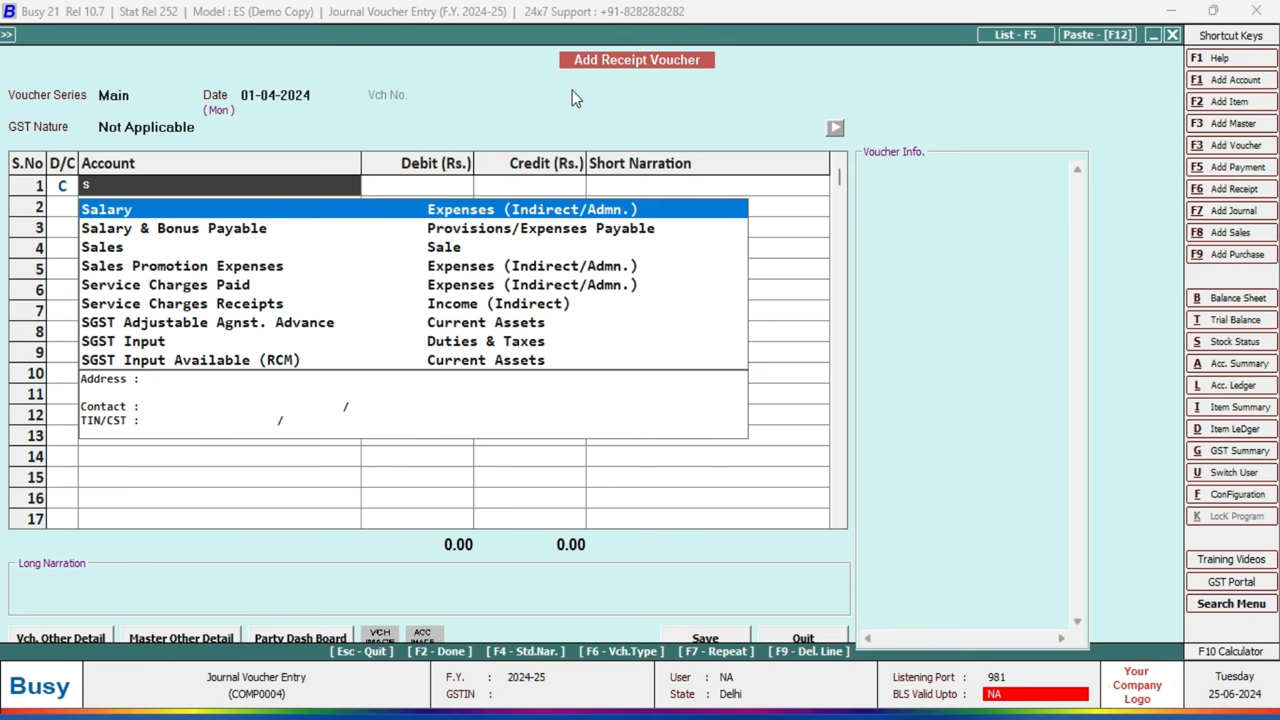 Busy 21 Rel 10.7 | Stat Rel 252 | Model : ES (Demo Copy) | Journal Voucher Entry (F.Y. 2024-25) | 24x7 Support : +91-8282828282
>> List - F5 Paste - [F12] Shortcut Keys
Add Receipt Voucher
Voucher Series Main Date 01-04-2024 Vch No.
( Mon )
GST Nature Not Applicable
S.No D/C Account Debit (Rs.) Credit (Rs.) Short Narration
Voucher Info.
1 C s
2
3
4
5
6
7
8
9
10
11
12
13
14
15
16
17
Salary Expenses (Indirect/Admn.)
Salary & Bonus Payable Provisions/Expenses Payable
Sales Sale
Sales Promotion Expenses Expenses (Indirect/Admn.)
Service Charges Paid Expenses (Indirect/Admn.)
Service Charges Receipts Income (Indirect)
SGST Adjustable Agnst. Advance Current Assets
SGST Input Duties & Taxes
SGST Input Available (RCM) Current Assets
Address :
Contact : /
TIN/CST : /
0.00 0.00
Long Narration
Vch. Other Detail Master Other Detail Party Dash Board VCH IMAGE ACC IMAGE Save Quit
[ Esc - Quit ] [ F2 - Done ] [ F4 - Std.Nar. ] [ F6 - Vch.Type ] [ F7 - Repeat ] [ F9 - Del. Line ]
F1 Help
F1 Add Account
F2 Add Item
F3 Add Master
F3 Add Voucher
F5 Add Payment
F6 Add Receipt
F7 Add Journal
F8 Add Sales
F9 Add Purchase
B Balance Sheet
T Trial Balance
S Stock Status
A Acc. Summary
L Acc. Ledger
I Item Summary
D Item LeDger
G GST Summary
U Switch User
F ConFiguration
K LocK Program
Training Videos
GST Portal
Search Menu
F10 Calculator
Busy
Journal Voucher Entry
(COMP0004)
F.Y. : 2024-25
GSTIN :
User : NA
State : Delhi
Listening Port : 981
BLS Valid Upto : NA
Your
Company
Logo
Tuesday
25-06-2024